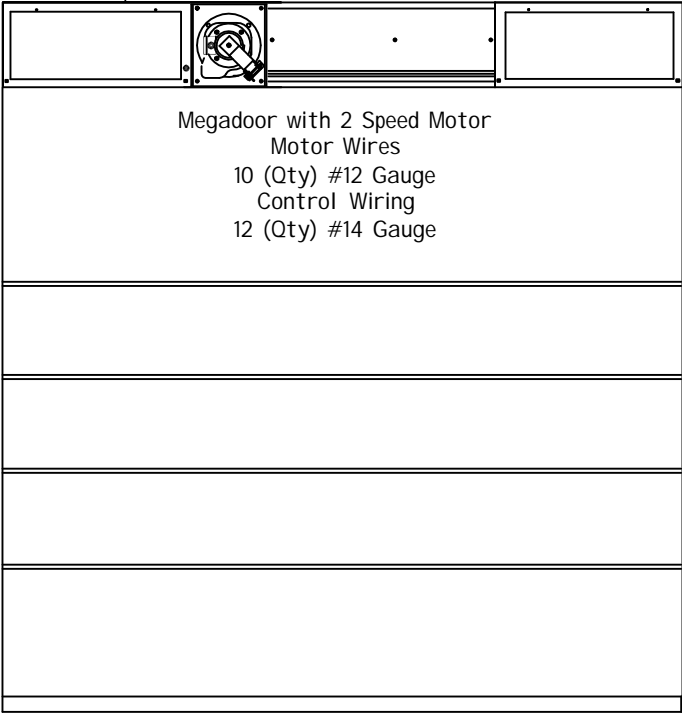 Megadoor with 2 Speed Motor
Motor Wires
10 (Qty) #12 Gauge
Control Wiring
12 (Qty) #14 Gauge